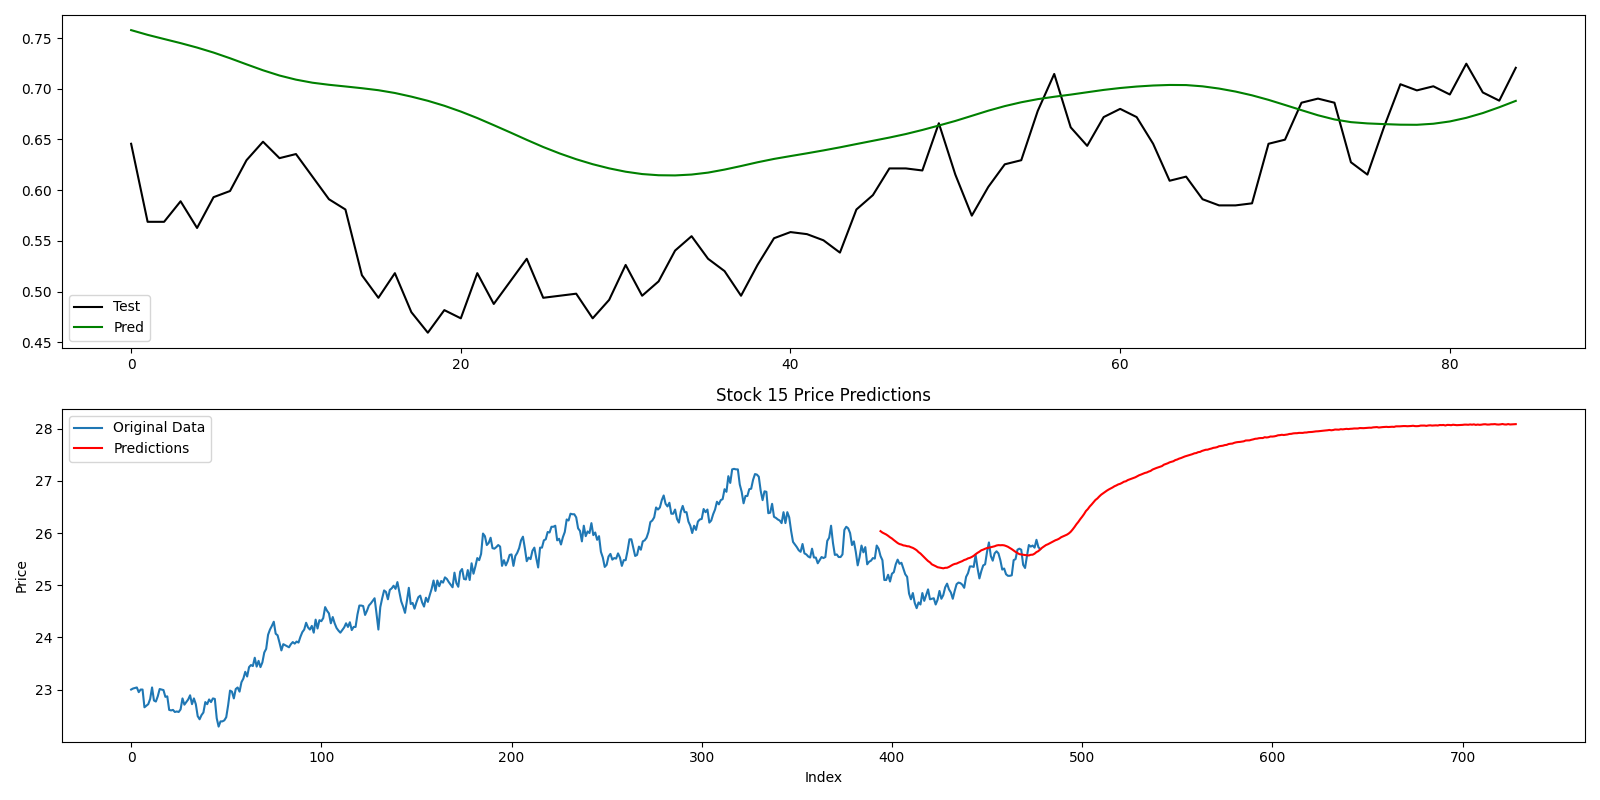 0.75
0.70
0.65
0.60
0.55
0.50
0.45
Test
Pred
0 20 40 60 80
Stock 15 Price Predictions
Original Data
Predictions
28
27
26
25
24
23
Price
0 100 200 300 400 500 600 700
Index